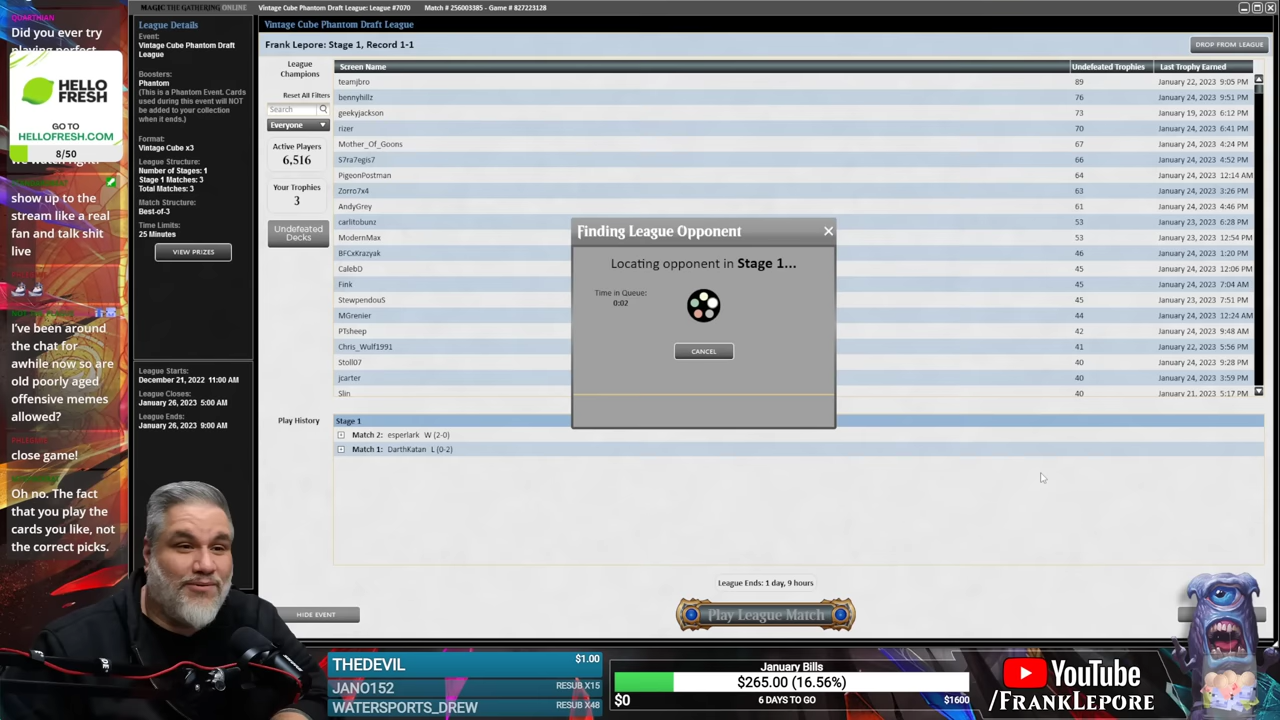 QUARTHIAN
Did you ever try
HELLO
FRESH
GO TO
HELLOFRESH.COM
8/50
show up to the
stream like a real
fan and talk shit
live
I've been around
the chat for
awhile now so are
old poorly aged
offensive memes
allowed?
close game!
Oh no. The fact
that you play the
cards you like, not
the correct picks.
MAGIC THE GATHERING ONLINE
Vintage Cube Phantom Draft League: League #7070
Match # 256003385 - Game # 827223128
League Details
Event:
Vintage Cube Phantom Draft
League
Boosters:
Phantom
(This is a Phantom Event. Cards
used during this event will NOT
be added to your collection
when it ends.)
Format:
Vintage Cube x3
League Structure:
Number of Stages: 1
Stage 1 Matches: 3
Total Matches: 3
Match Structure:
Best-of-3
Time Limits:
25 Minutes
VIEW PRIZES
League Starts:
December 21, 2022 11:00 AM
League Closes:
January 26, 2023 5:00 AM
League Ends:
January 26, 2023 9:00 AM
Vintage Cube Phantom Draft League
Frank Lepore: Stage 1, Record 1-1
DROP FROM LEAGUE
League
Champions
Reset All Filters
Search
Everyone
Active Players
6,516
Your Trophies
3
Undefeated
Decks
Screen Name Undefeated Trophies Last Trophy Earned
teamjbro 89 January 22, 2023 9:05 PM
bennyhillz 76 January 24, 2023 9:51 PM
geekyjackson 73 January 19, 2023 6:12 PM
rizer 70 January 24, 2023 6:41 PM
Mother_Of_Goons 67 January 24, 2023 4:24 PM
S7ra7egis7 66 January 24, 2023 4:52 PM
PigeonPostman 64 January 24, 2023 12:14 AM
Zorro7x4 63 January 24, 2023 3:26 PM
AndyGrey 61 January 24, 2023 4:46 PM
carlitobunz 53 January 23, 2023 6:28 PM
ModernMax 53 January 23, 2023 12:54 PM
BFCxKrazyak 46 January 24, 2023 1:20 PM
CalebD 45 January 24, 2023 12:06 PM
Fink 45 January 24, 2023 7:04 AM
StewpendouS 45 January 23, 2023 7:51 PM
MGrenier 44 January 24, 2023 12:24 AM
PTsheep 42 January 24, 2023 9:48 AM
Chris_Wulf1991 41 January 22, 2023 5:56 PM
Stoll07 40 January 24, 2023 9:28 PM
jcarter 40 January 24, 2023 3:59 PM
Slin 40 January 21, 2023 5:17 PM
Finding League Opponent
Locating opponent in Stage 1...
Time in Queue:
0:02
CANCEL
Play History
Stage 1
Match 2: esperlark W (2-0)
Match 1: DarthKatan L (0-2)
League Ends: 1 day, 9 hours
HIDE EVENT
Play League Match
THEDEVIL $1.00
JANO152 RESUB X15
WATERSPORTS_DREW RESUB X48
January Bills
$265.00 (16.56%)
$0 6 DAYS TO GO $1600
YouTube
/FRANKLEPORE